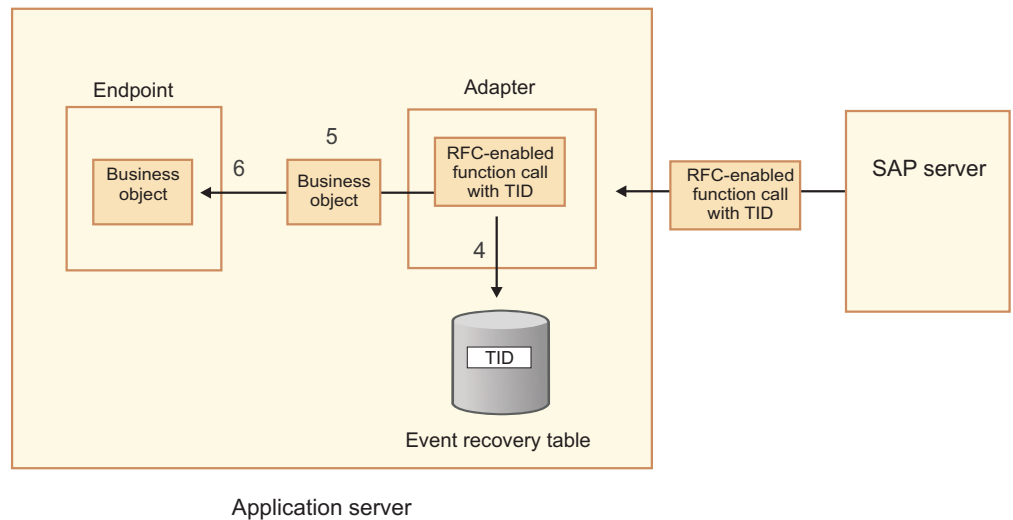 Endpoint
Adapter
5
6
Business
object
Business
object
RFC-enabled
function call
with TID
RFC-enabled
function call
with TID
SAP server
4
TID
Event recovery table
Application server